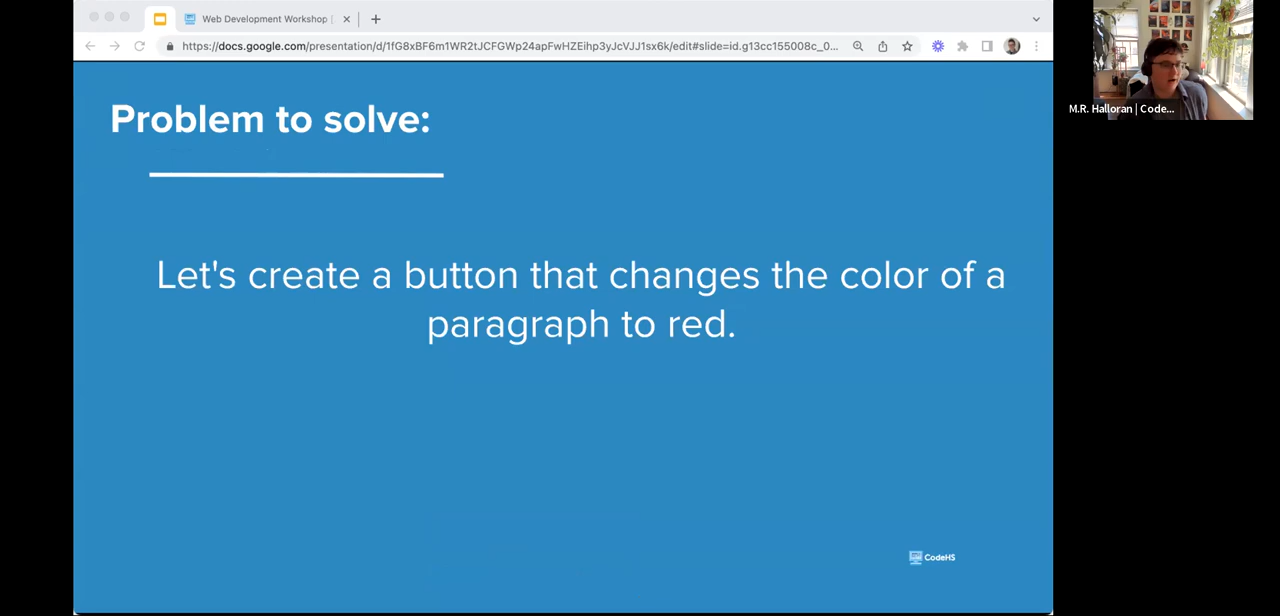 Web Development Workshop |
https://docs.google.com/presentation/d/1fG8xBF6m1WR2tJCFGWp24apFwHZEihp3yJcVJJ1sx6k/edit#slide=id.g13cc155008c_0...
M.R. Halloran | Code...
Problem to solve:
Let's create a button that changes the color of a
paragraph to red.
CodeHS